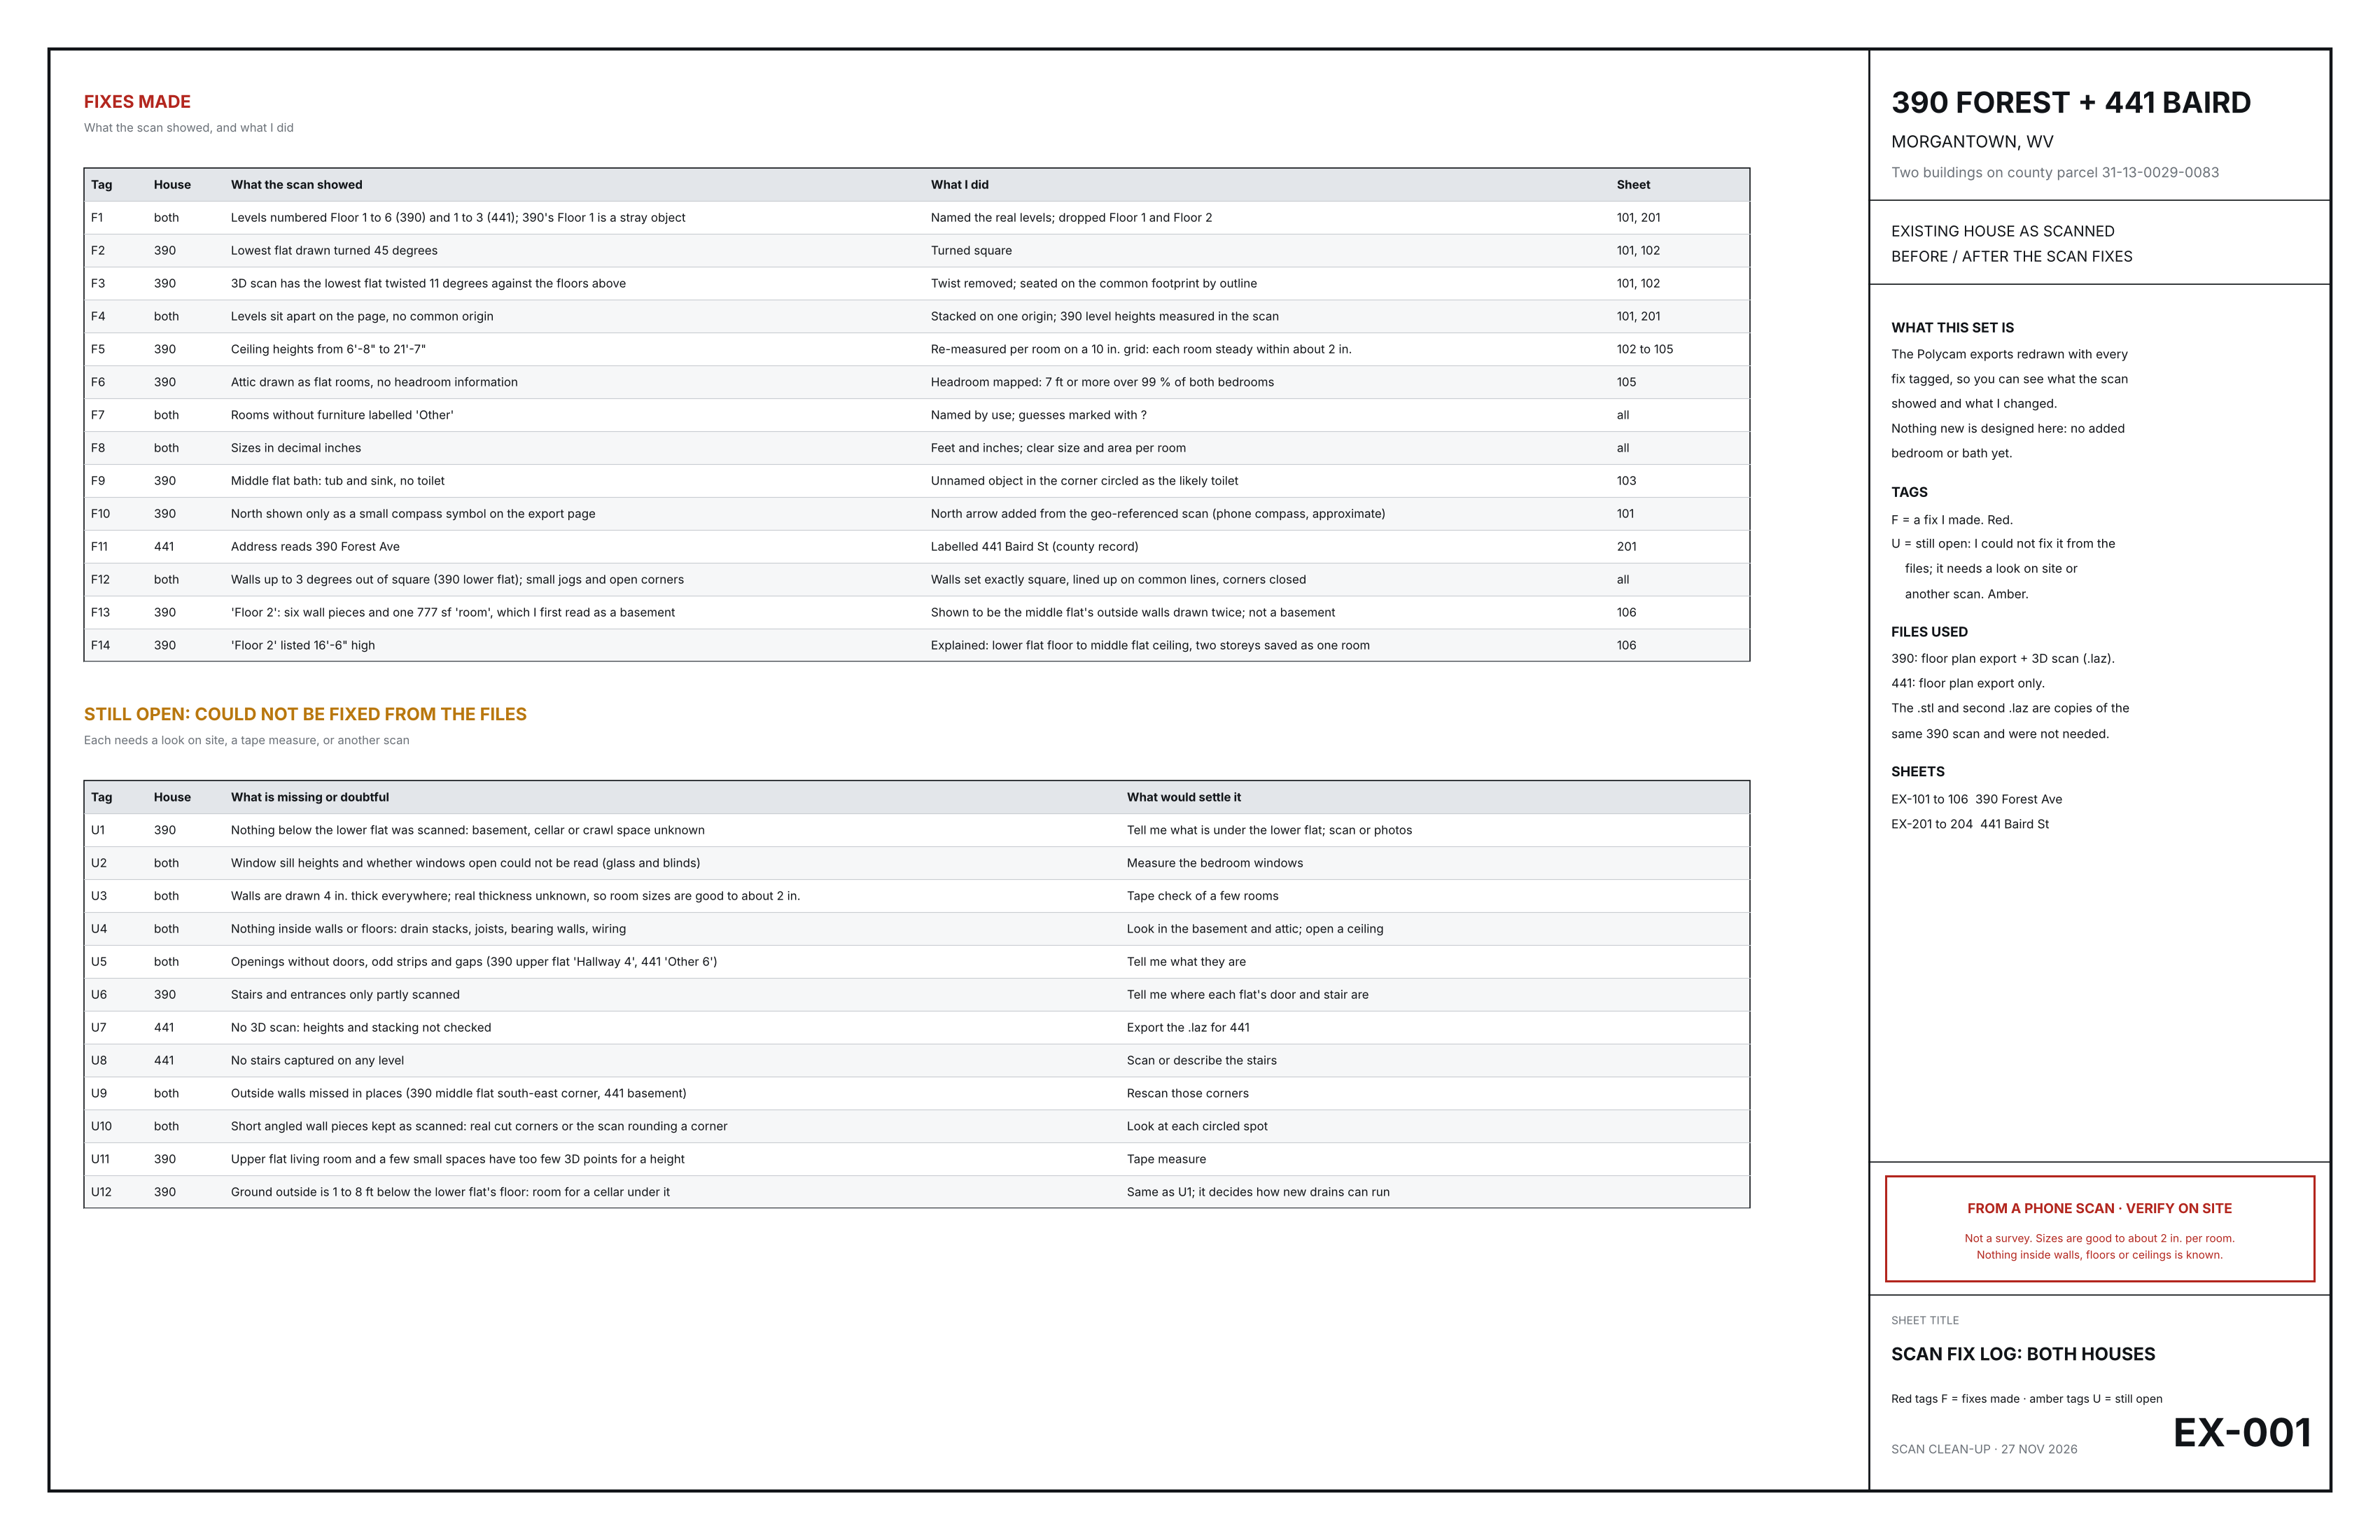 FIXES MADE
What the scan showed, and what I did
Tag House What the scan showed What I did Sheet
F1 both Levels numbered Floor 1 to 6 (390) and 1 to 3 (441); 390's Floor 1 is a stray object Named the real levels; dropped Floor 1 and Floor 2 101, 201
F2 390 Lowest flat drawn turned 45 degrees Turned square 101, 102
F3 390 3D scan has the lowest flat twisted 11 degrees against the floors above Twist removed; seated on the common footprint by outline 101, 102
F4 both Levels sit apart on the page, no common origin Stacked on one origin; 390 level heights measured in the scan 101, 201
F5 390 Ceiling heights from 6'-8" to 21'-7" Re-measured per room on a 10 in. grid: each room steady within about 2 in. 102 to 105
F6 390 Attic drawn as flat rooms, no headroom information Headroom mapped: 7 ft or more over 99 % of both bedrooms 105
F7 both Rooms without furniture labelled 'Other' Named by use; guesses marked with ? all
F8 both Sizes in decimal inches Feet and inches; clear size and area per room all
F9 390 Middle flat bath: tub and sink, no toilet Unnamed object in the corner circled as the likely toilet 103
F10 390 North shown only as a small compass symbol on the export page North arrow added from the geo-referenced scan (phone compass, approximate) 101
F11 441 Address reads 390 Forest Ave Labelled 441 Baird St (county record) 201
F12 both Walls up to 3 degrees out of square (390 lower flat); small jogs and open corners Walls set exactly square, lined up on common lines, corners closed all
F13 390 'Floor 2': six wall pieces and one 777 sf 'room', which I first read as a basement Shown to be the middle flat's outside walls drawn twice; not a basement 106
F14 390 'Floor 2' listed 16'-6" high Explained: lower flat floor to middle flat ceiling, two storeys saved as one room 106
STILL OPEN: COULD NOT BE FIXED FROM THE FILES
Each needs a look on site, a tape measure, or another scan
Tag House What is missing or doubtful What would settle it
U1 390 Nothing below the lower flat was scanned: basement, cellar or crawl space unknown Tell me what is under the lower flat; scan or photos
U2 both Window sill heights and whether windows open could not be read (glass and blinds) Measure the bedroom windows
U3 both Walls are drawn 4 in. thick everywhere; real thickness unknown, so room sizes are good to about 2 in. Tape check of a few rooms
U4 both Nothing inside walls or floors: drain stacks, joists, bearing walls, wiring Look in the basement and attic; open a ceiling
U5 both Openings without doors, odd strips and gaps (390 upper flat 'Hallway 4', 441 'Other 6') Tell me what they are
U6 390 Stairs and entrances only partly scanned Tell me where each flat's door and stair are
U7 441 No 3D scan: heights and stacking not checked Export the .laz for 441
U8 441 No stairs captured on any level Scan or describe the stairs
U9 both Outside walls missed in places (390 middle flat south-east corner, 441 basement) Rescan those corners
U10 both Short angled wall pieces kept as scanned: real cut corners or the scan rounding a corner Look at each circled spot
U11 390 Upper flat living room and a few small spaces have too few 3D points for a height Tape measure
U12 390 Ground outside is 1 to 8 ft below the lower flat's floor: room for a cellar under it Same as U1; it decides how new drains can run
390 FOREST + 441 BAIRD
MORGANTOWN, WV
Two buildings on county parcel 31-13-0029-0083
EXISTING HOUSE AS SCANNED
BEFORE / AFTER THE SCAN FIXES
WHAT THIS SET IS
The Polycam exports redrawn with every
fix tagged, so you can see what the scan
showed and what I changed.
Nothing new is designed here: no added
bedroom or bath yet.
TAGS
F = a fix I made. Red.
U = still open: I could not fix it from the
files; it needs a look on site or
another scan. Amber.
FILES USED
390: floor plan export + 3D scan (.laz).
441: floor plan export only.
The .stl and second .laz are copies of the
same 390 scan and were not needed.
SHEETS
EX-101 to 106 390 Forest Ave
EX-201 to 204 441 Baird St
FROM A PHONE SCAN · VERIFY ON SITE
Not a survey. Sizes are good to about 2 in. per room.
Nothing inside walls, floors or ceilings is known.
SHEET TITLE
SCAN FIX LOG: BOTH HOUSES
Red tags F = fixes made · amber tags U = still open
SCAN CLEAN-UP · 27 NOV 2026
EX-001